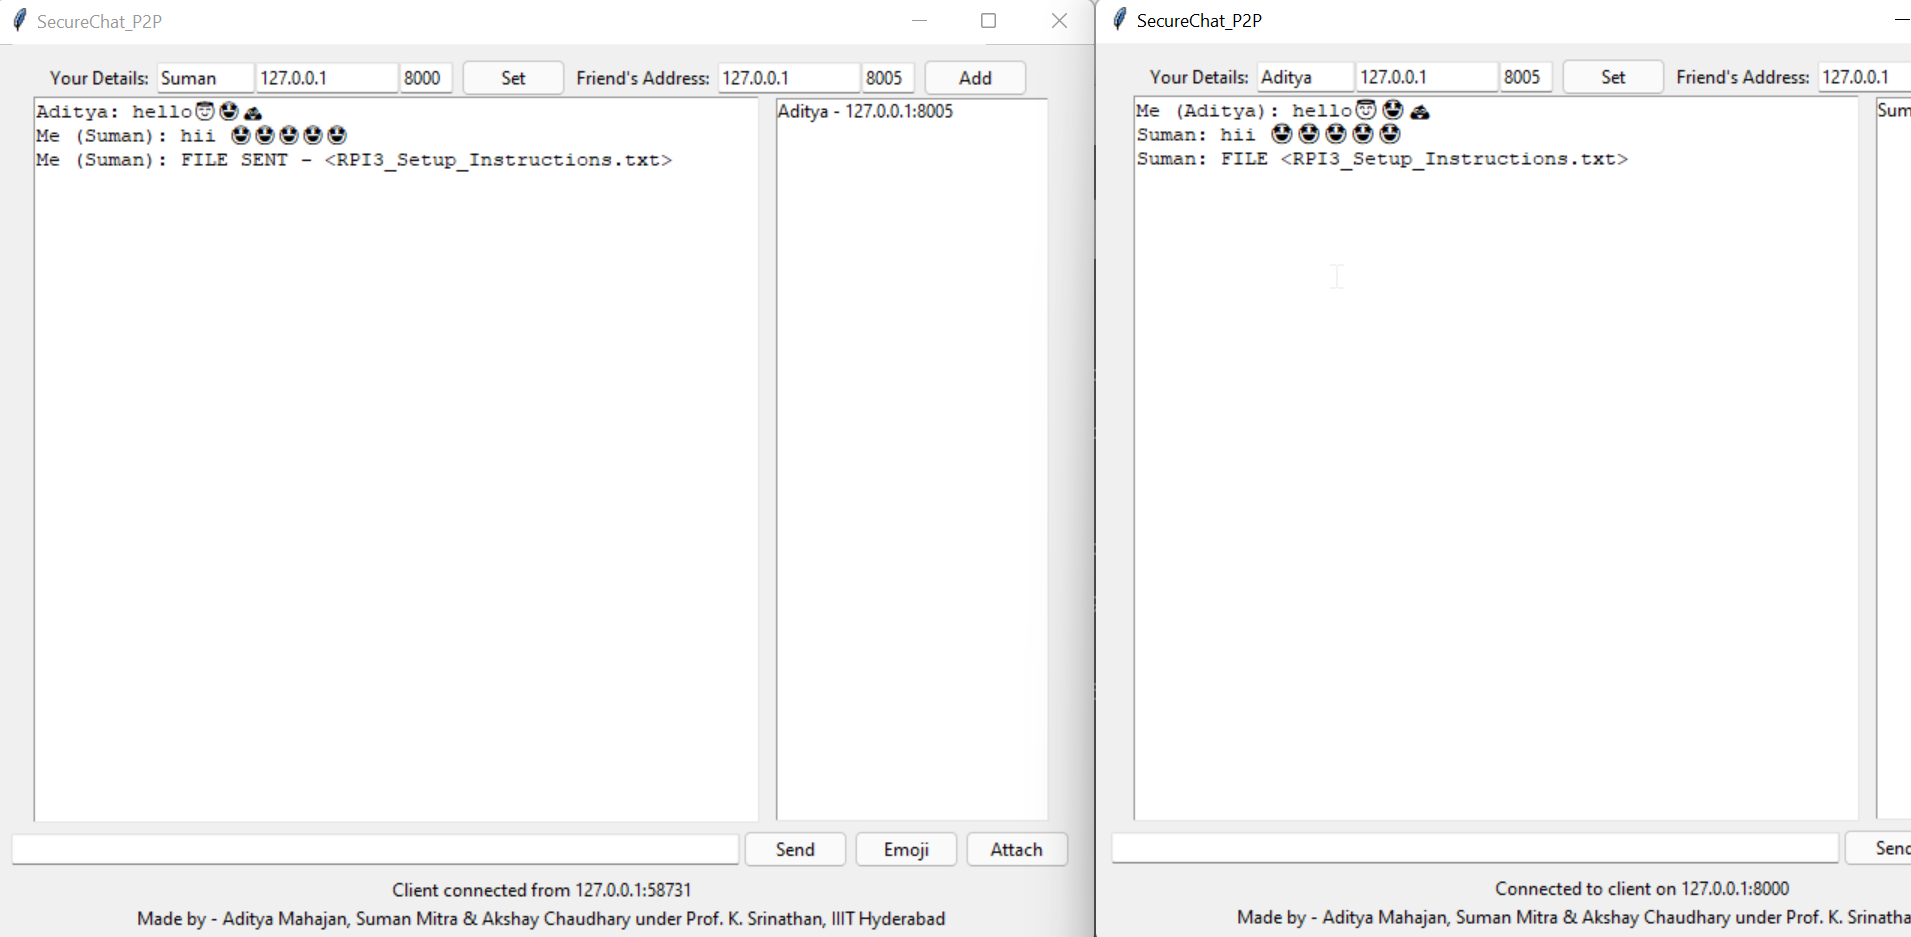 SecureChat_P2P
Your Details: Suman 127.0.0.1 8000 Set Friend's Address: 127.0.0.1 8005 Add
Aditya: hello😇🤩💩
Me (Suman): hii 🤩🤩🤩🤩🤩
Me (Suman): FILE SENT - <RPI3_Setup_Instructions.txt>
Aditya - 127.0.0.1:8005
Send Emoji Attach
Client connected from 127.0.0.1:58731
Made by - Aditya Mahajan, Suman Mitra & Akshay Chaudhary under Prof. K. Srinathan, IIIT Hyderabad
SecureChat_P2P
Your Details: Aditya 127.0.0.1 8005 Set Friend's Address: 127.0.0.1
Me (Aditya): hello😇🤩💩
Suman: hii 🤩🤩🤩🤩🤩
Suman: FILE <RPI3_Setup_Instructions.txt>
Sum
Send
Connected to client on 127.0.0.1:8000
Made by - Aditya Mahajan, Suman Mitra & Akshay Chaudhary under Prof. K. Srinatha